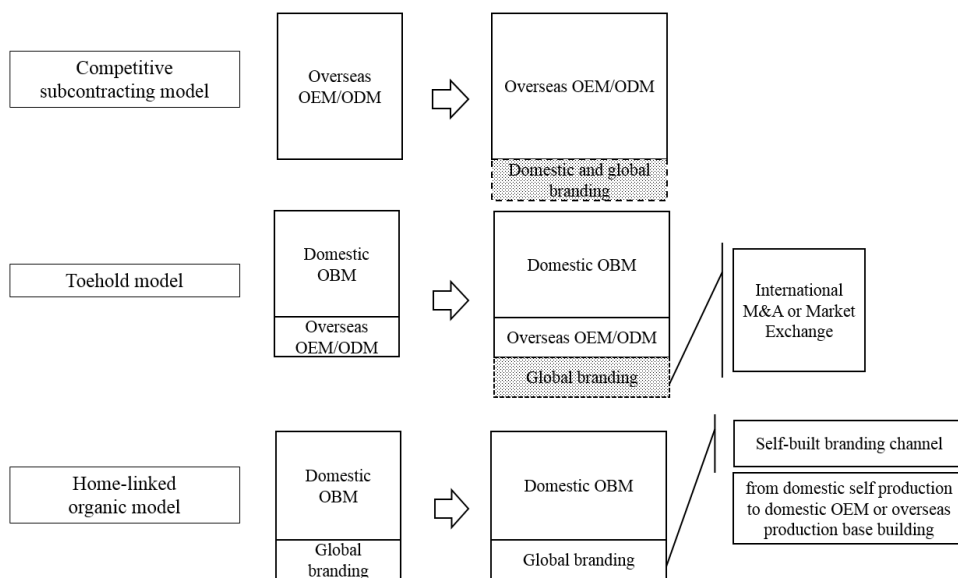 Competitive
subcontracting model
Overseas
OEM/ODM
Overseas OEM/ODM
Domestic and global
branding
Toehold model
Domestic
OBM
Overseas
OEM/ODM
Domestic OBM
Overseas OEM/ODM
Global branding
International
M&A or Market
Exchange
Home-linked
organic model
Domestic
OBM
Global
branding
Domestic OBM
Global branding
Self-built branding channel
from domestic self production
to domestic OEM or overseas
production base building